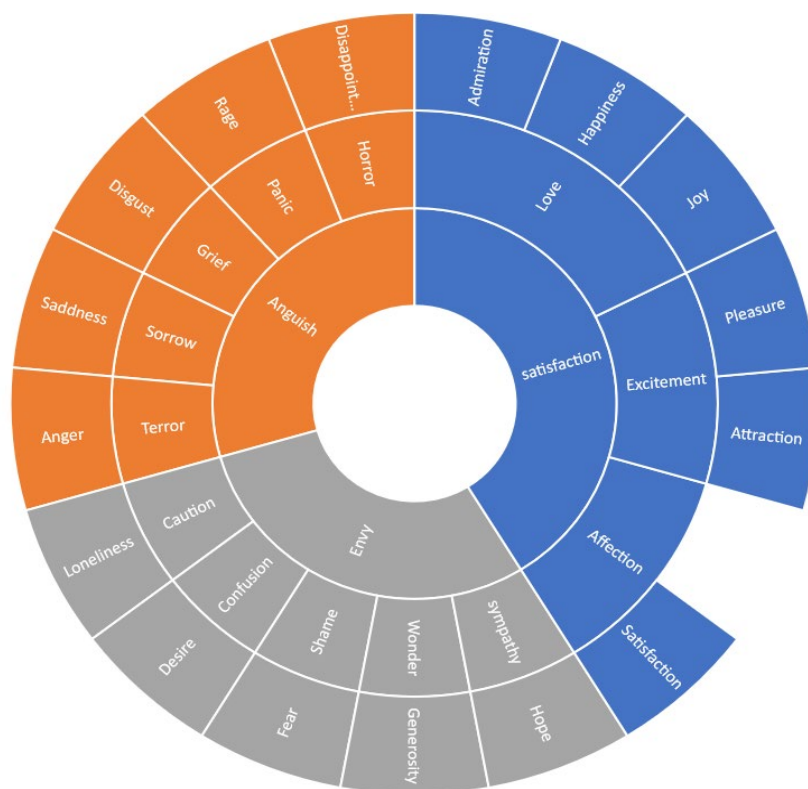 Disappoint...
Admiration
Rage
Happiness
Horror
Panic
Love
Joy
Disgust
Grief
Anguish
Saddness
Sorrow
satisfaction
Pleasure
Excitement
Anger
Terror
Attraction
Caution
Loneliness
Envy
Affection
Confusion
Desire
Shame
Wonder
sympathy
Satisfaction
Fear
Generosity
Hope